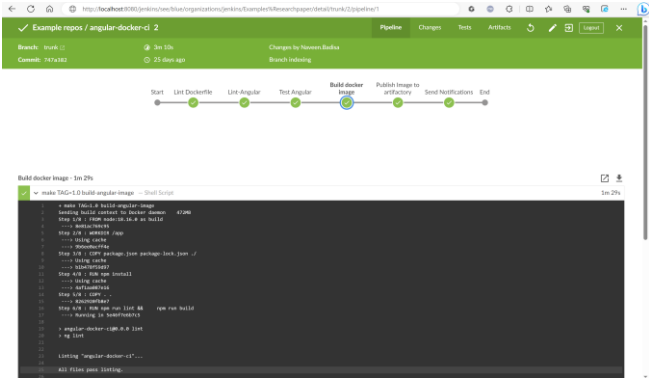 http://localhost:8080/jenkins/see/blue/organizations/jenkins/Examples%Researchpaper/detail/trunk/2/pipeline/1
Example repos / angular-docker-ci 2
Pipeline Changes Tests Artifacts Logout
Branch: trunk 3m 10s Changes by Naveen.Badisa
Commit: 747a382 25 days ago Branch indexing
Start Lint Dockerfile Lint-Angular Test Angular Build docker image Publish Image to artifactory Send Notifications End
Build docker image - 1m 29s
make TAG=1.0 build-angular-image — Shell Script 1m 29s
+ make TAG=1.0 build-angular-image
Sending build context to Docker daemon 472MB
Step 1/8 : FROM node:10.16.0 as build
Step 2/8 : WORKDIR /app
---> Using cache
Step 3/8 : COPY package.json package-lock.json ./
---> Using cache
Step 4/8 : RUN npm install
---> Using cache
Step 5/8 : COPY . .
Step 6/8 : RUN npm run lint && npm run build
---> Running in
> angular-docker-ci@0.0.0 lint
> ng lint
Linting "angular-docker-ci"...
All files pass linting.